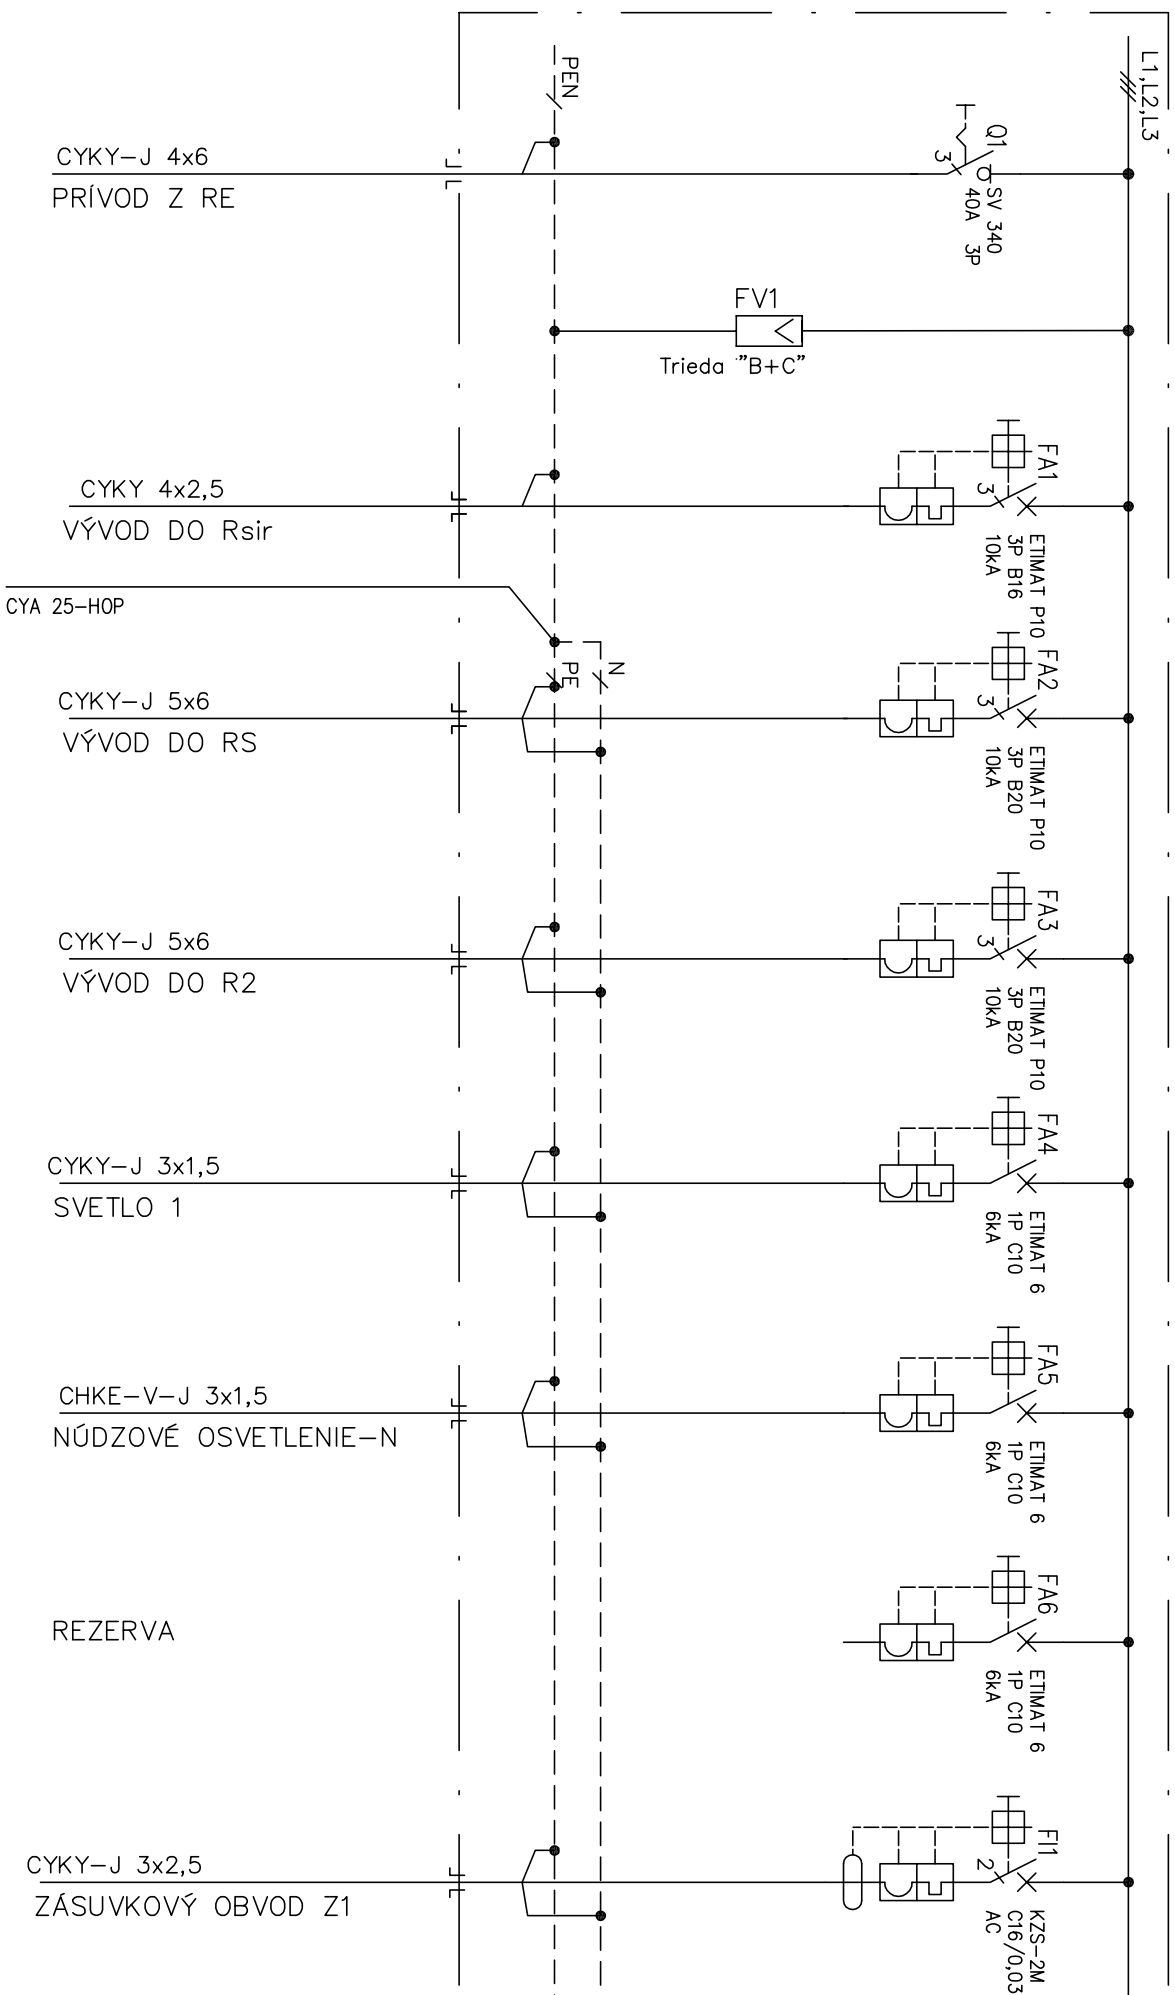 L1,L2,L3
PEN
CYKY-J 4x6
PRÍVOD Z RE
Q1
3
SV 340
40A 3P
FV1
Trieda "B+C"
CYKY 4x2,5
VÝVOD DO Rsir
FA1
3
ETIMAT P10
3P B16
10kA
CYA 25-HOP
PE
N
CYKY-J 5x6
VÝVOD DO RS
FA2
3
ETIMAT P10
3P B20
10kA
CYKY-J 5x6
VÝVOD DO R2
FA3
3
ETIMAT P10
3P B20
10kA
CYKY-J 3x1,5
SVETLO 1
FA4
ETIMAT 6
1P C10
6kA
CHKE-V-J 3x1,5
NÚDZOVÉ OSVETLENIE-N
FA5
ETIMAT 6
1P C10
6kA
REZERVA
FA6
ETIMAT 6
1P C10
6kA
CYKY-J 3x2,5
ZÁSUVKOVÝ OBVOD Z1
FI1
2
KZS-2M
C16/0,03
AC